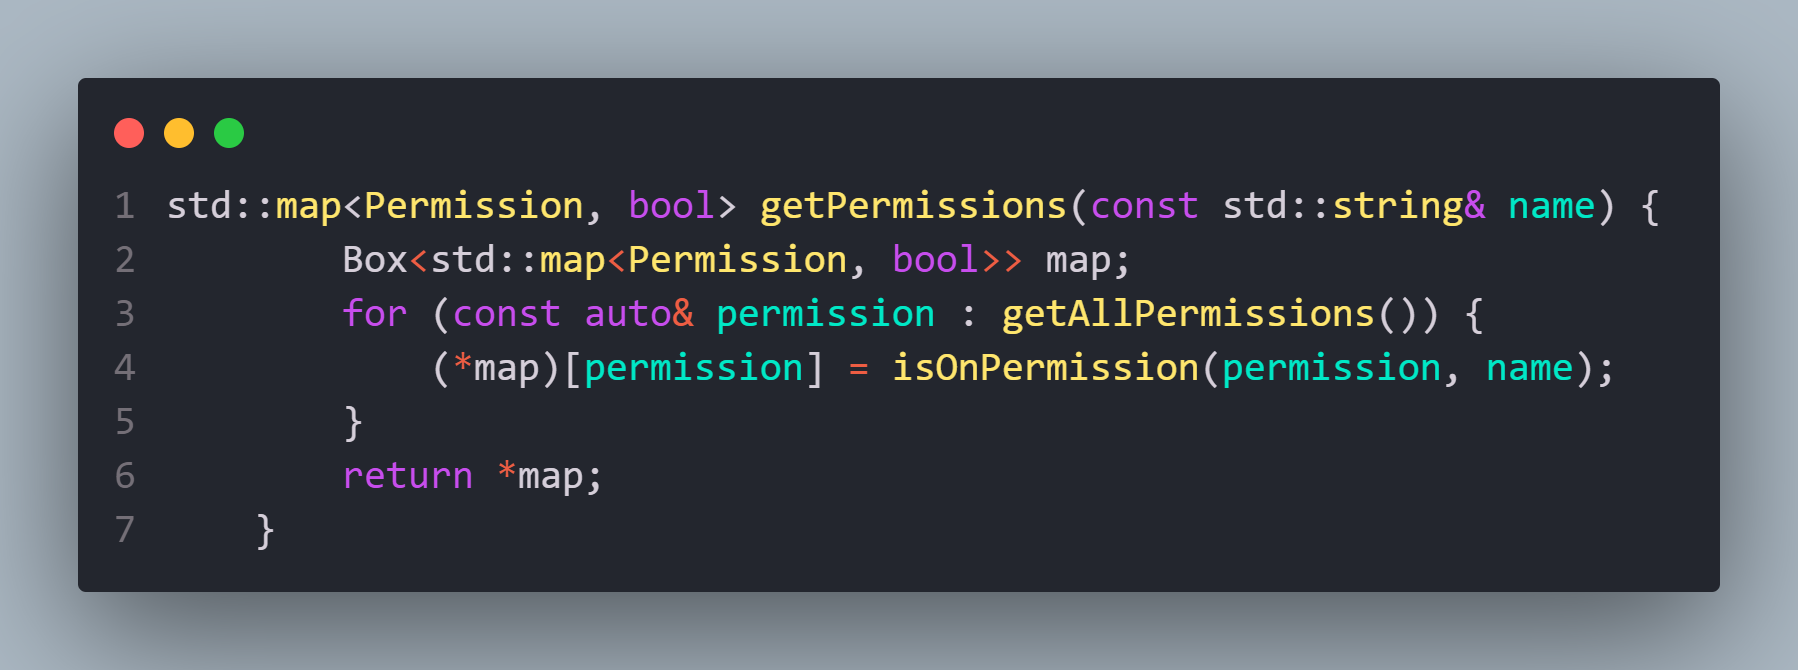 1 std::map<Permission, bool> getPermissions(const std::string& name) {
2         Box<std::map<Permission, bool>> map;
3         for (const auto& permission : getAllPermissions()) {
4             (*map)[permission] = isOnPermission(permission, name);
5         }
6         return *map;
7     }